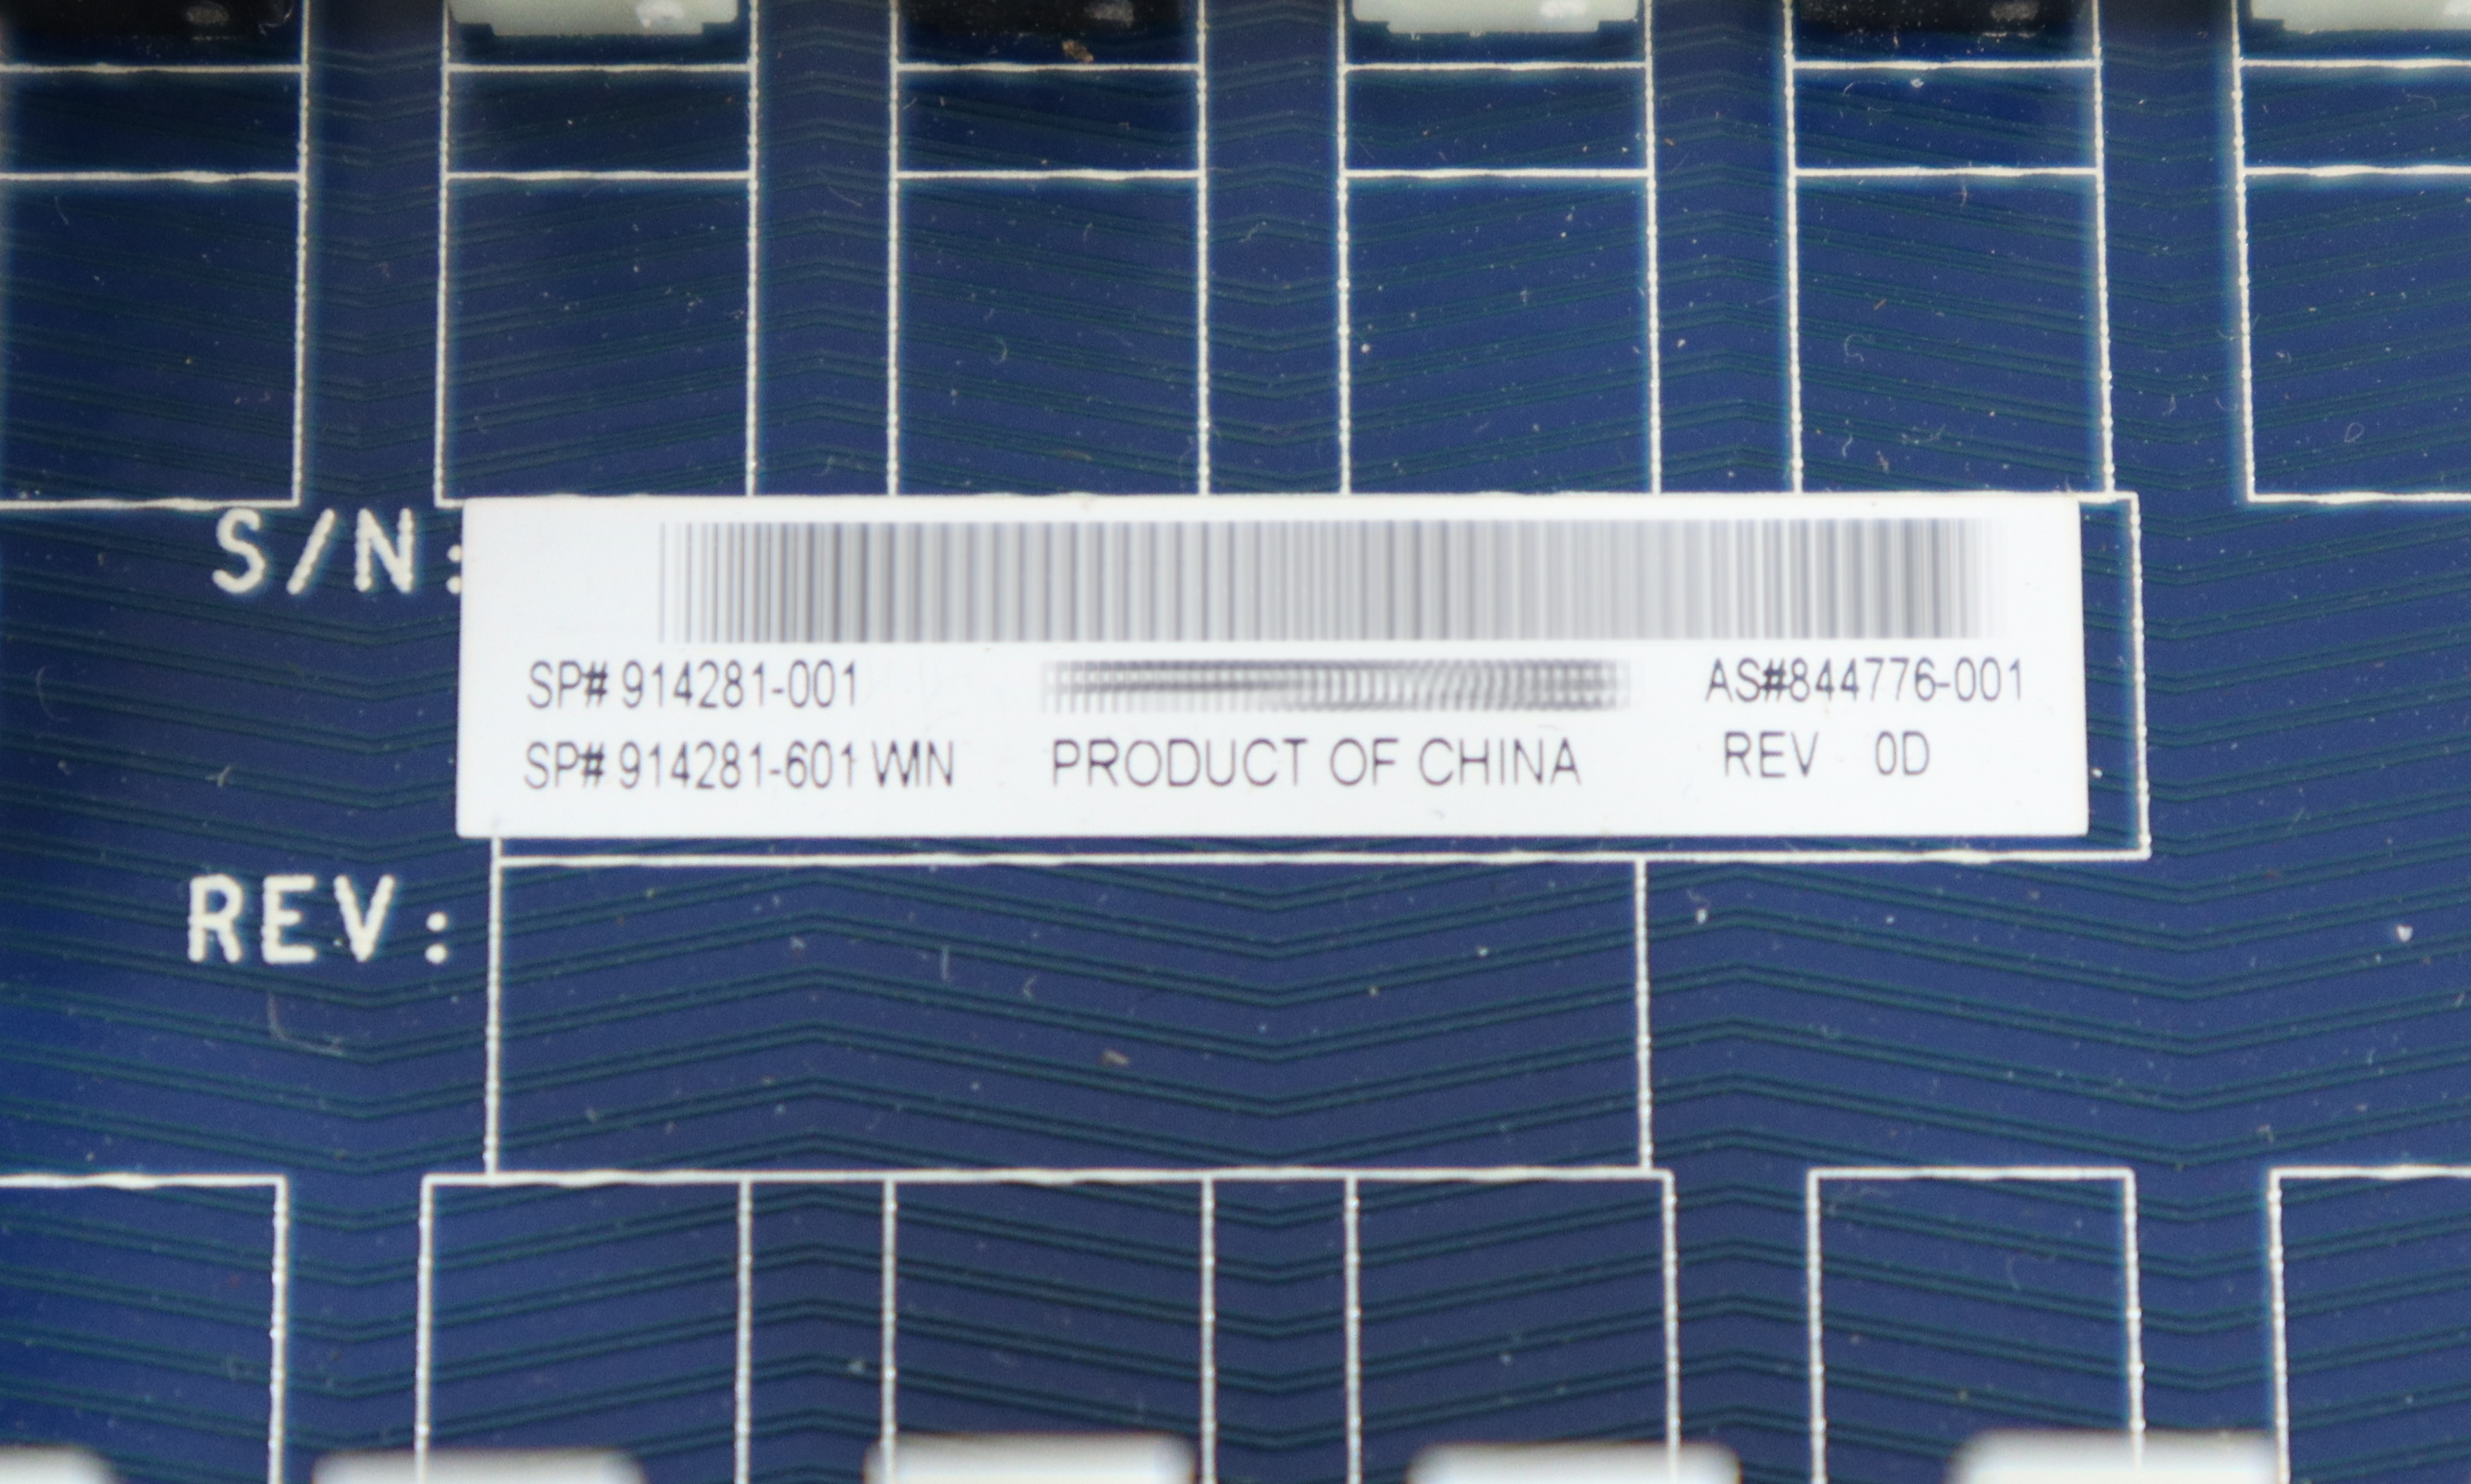 S/N:
SP# 914281-001 AS#844776-001
SP# 914281-601 WIN PRODUCT OF CHINA REV 0D
REV: